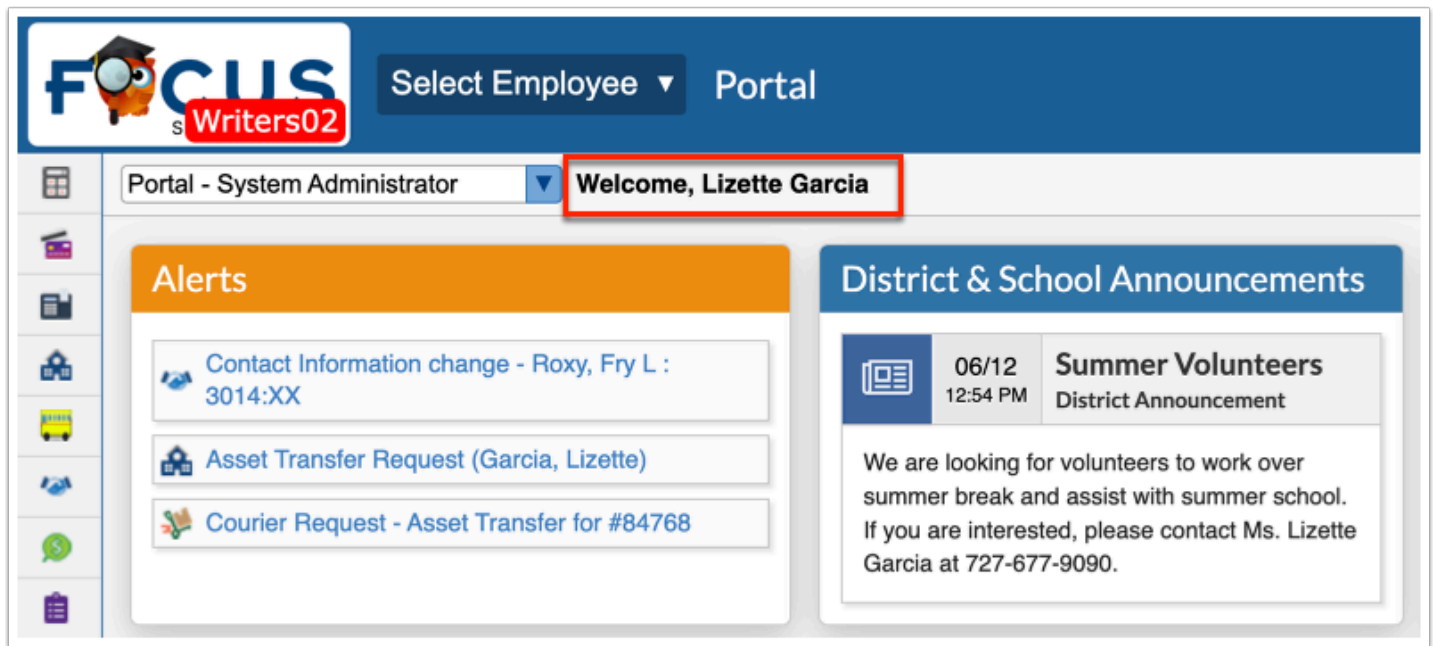 FOCUS
S
Writers02
Select Employee ▼ Portal
Portal - System Administrator ▼ Welcome, Lizette Garcia
Alerts
Contact Information change - Roxy, Fry L :
3014:XX
Asset Transfer Request (Garcia, Lizette)
Courier Request - Asset Transfer for #84768
District & School Announcements
06/12
12:54 PM
Summer Volunteers
District Announcement
We are looking for volunteers to work over
summer break and assist with summer school.
If you are interested, please contact Ms. Lizette
Garcia at 727-677-9090.